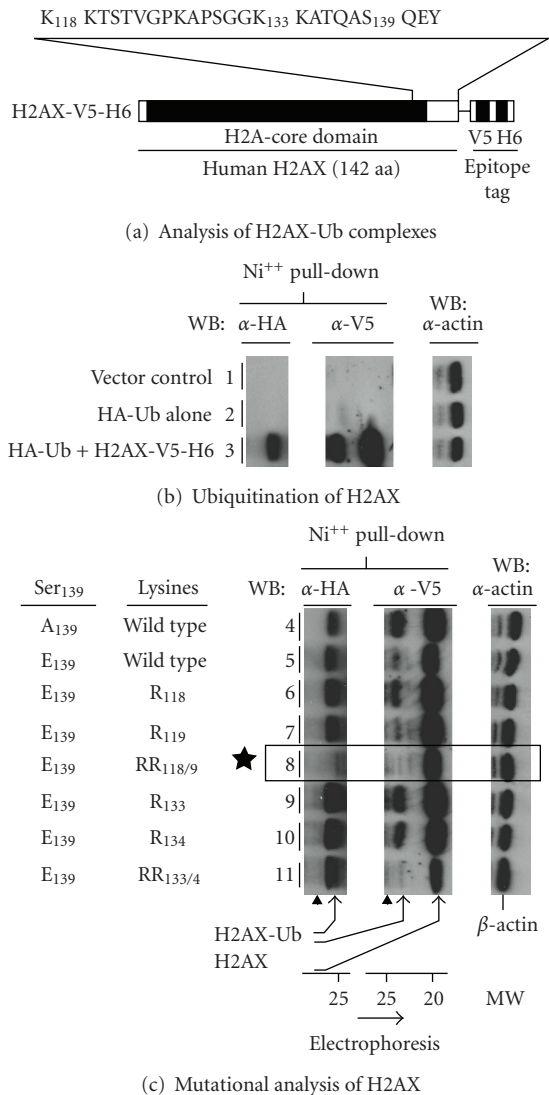 K118 KTSTVGPKAPSGGK133 KATQAS139 QEY
H2AX-V5-H6
H2A-core domain
V5 H6
Human H2AX (142 aa)
Epitope
tag
(a) Analysis of H2AX-Ub complexes
Ni++ pull-down
WB:
WB: α-HA α-V5 α-actin
Vector control 1
HA-Ub alone 2
HA-Ub + H2AX-V5-H6 3
(b) Ubiquitination of H2AX
Ni++ pull-down
WB:
Ser139 Lysines WB: α-HA α -V5 α-actin
A139 Wild type 4
E139 Wild type 5
E139 R118 6
E139 R119 7
E139 RR118/9 8
E139 R133 9
E139 R134 10
E139 RR133/4 11
β-actin
H2AX-Ub
H2AX
25 25 20 MW
Electrophoresis
(c) Mutational analysis of H2AX